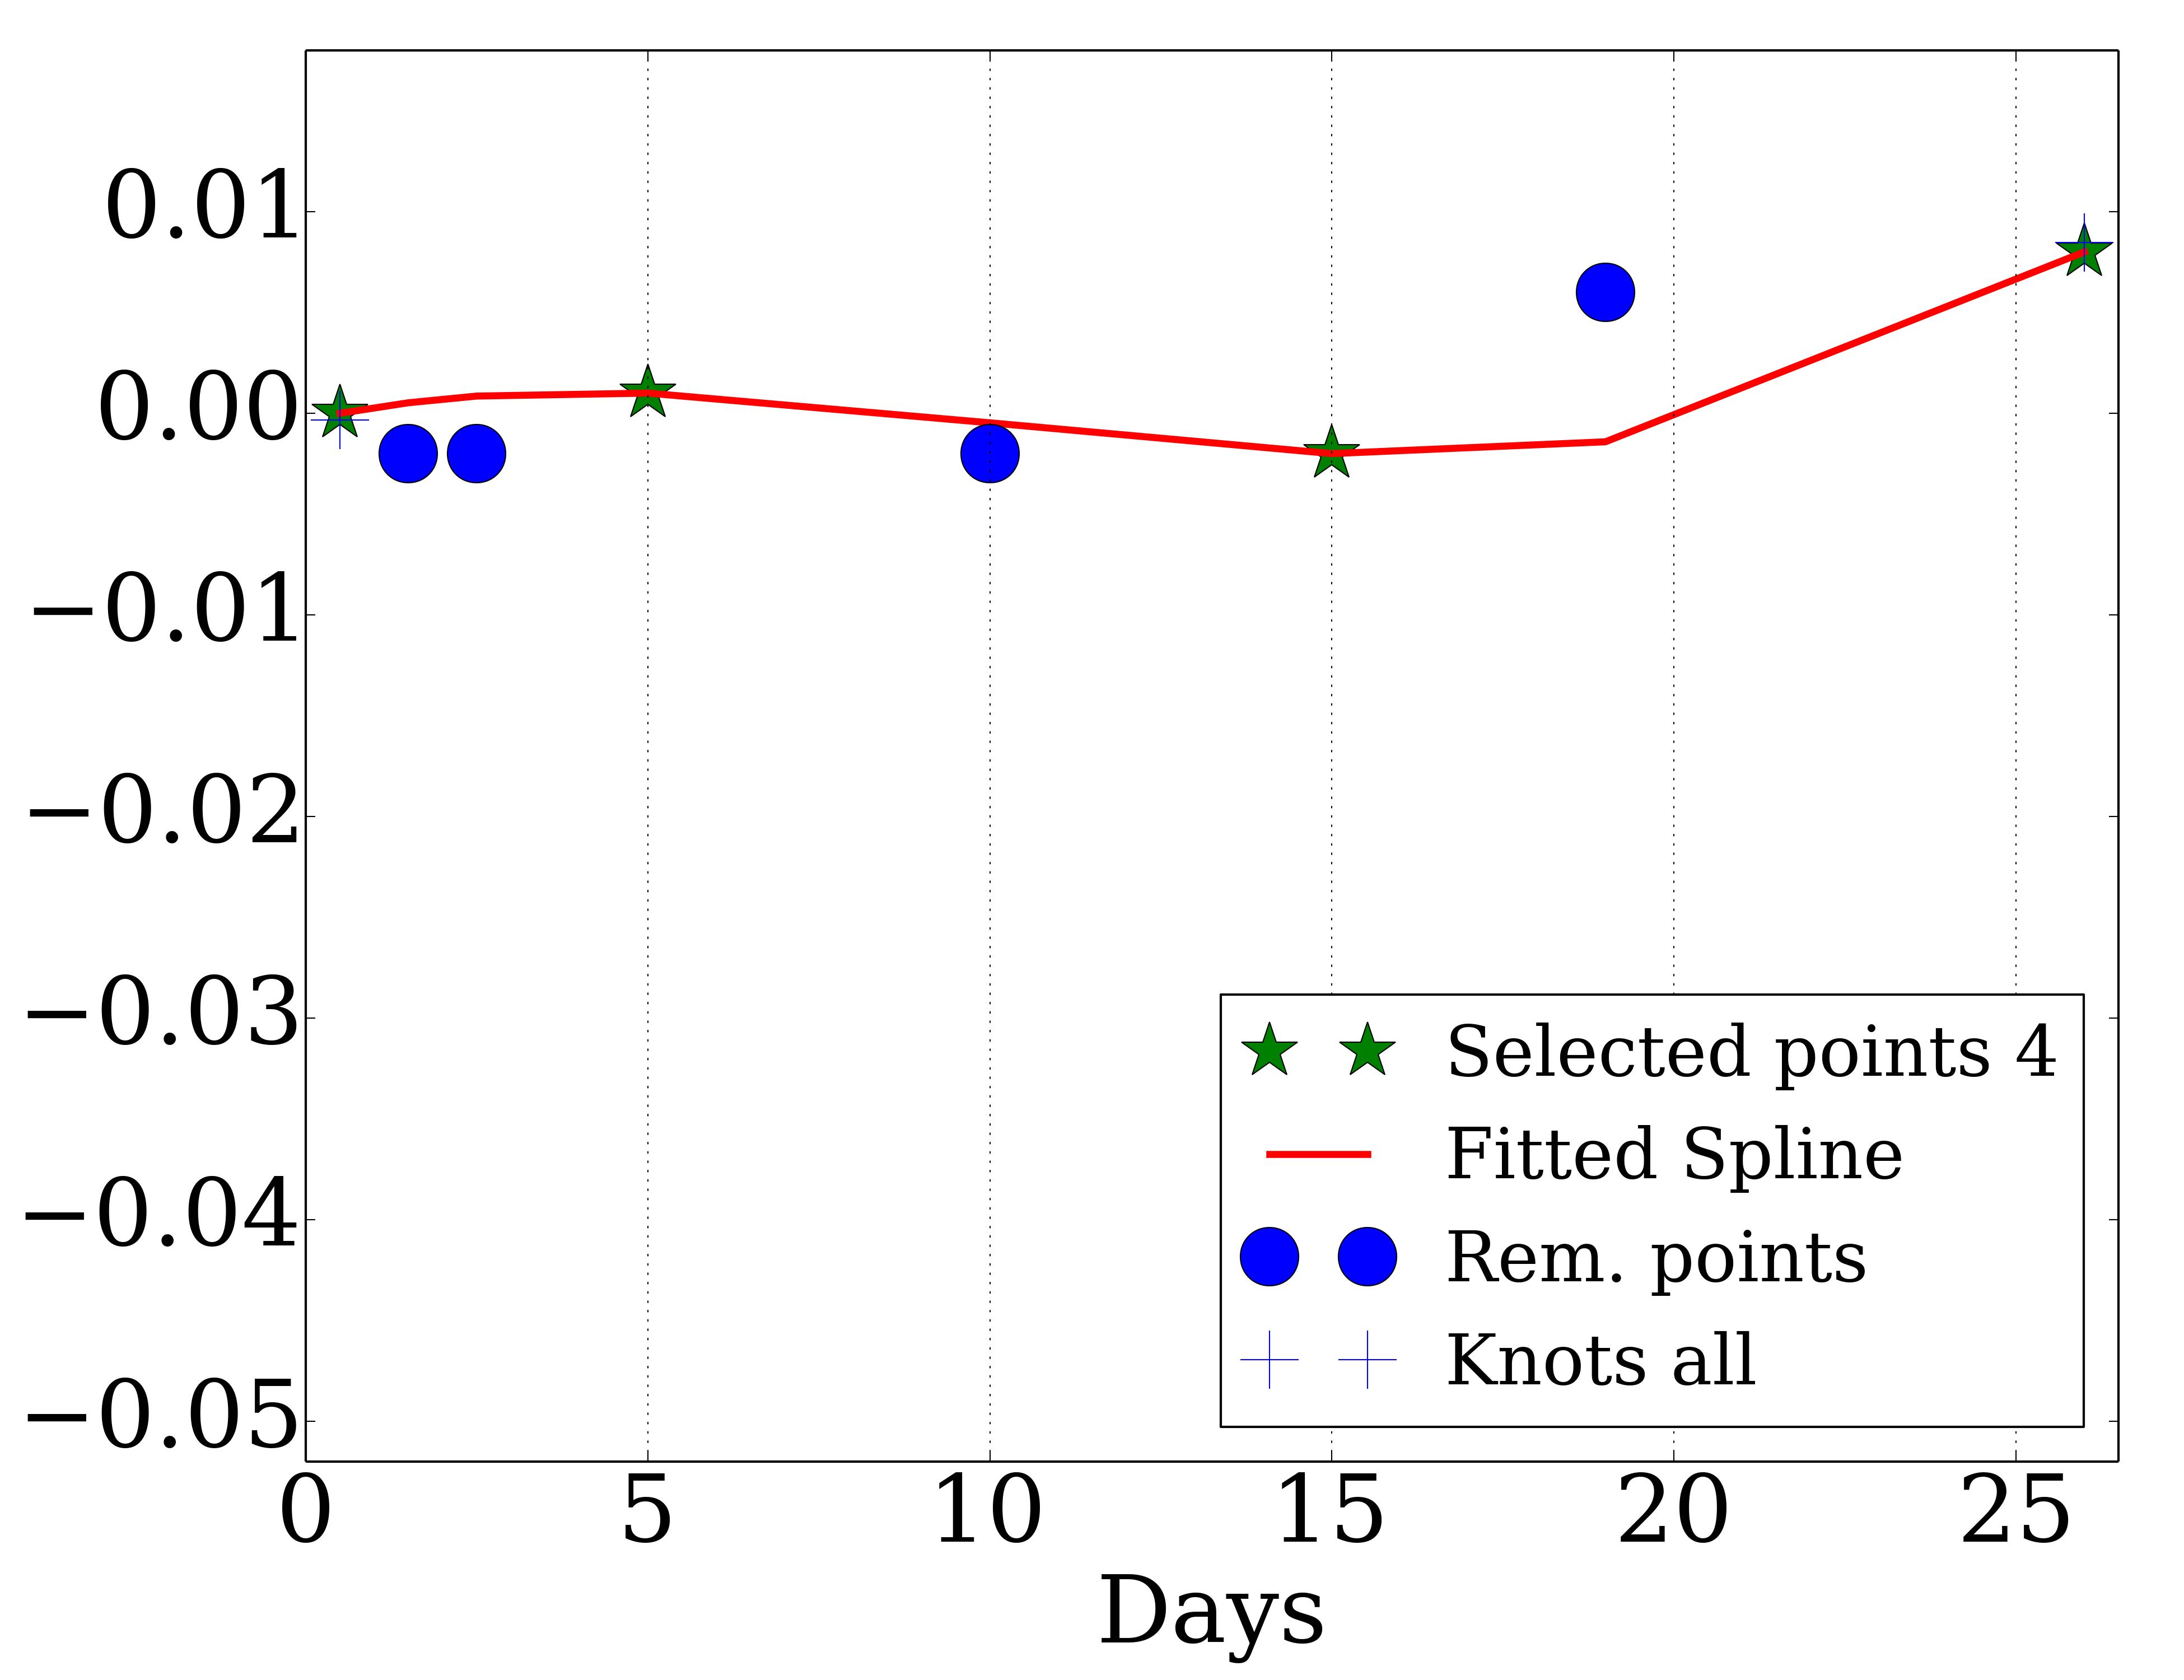 0.01
0.00
−0.01
−0.02
−0.03
−0.04
−0.05
Selected points 4
Fitted Spline
Rem. points
Knots all
0 5 10 15 20 25
Days